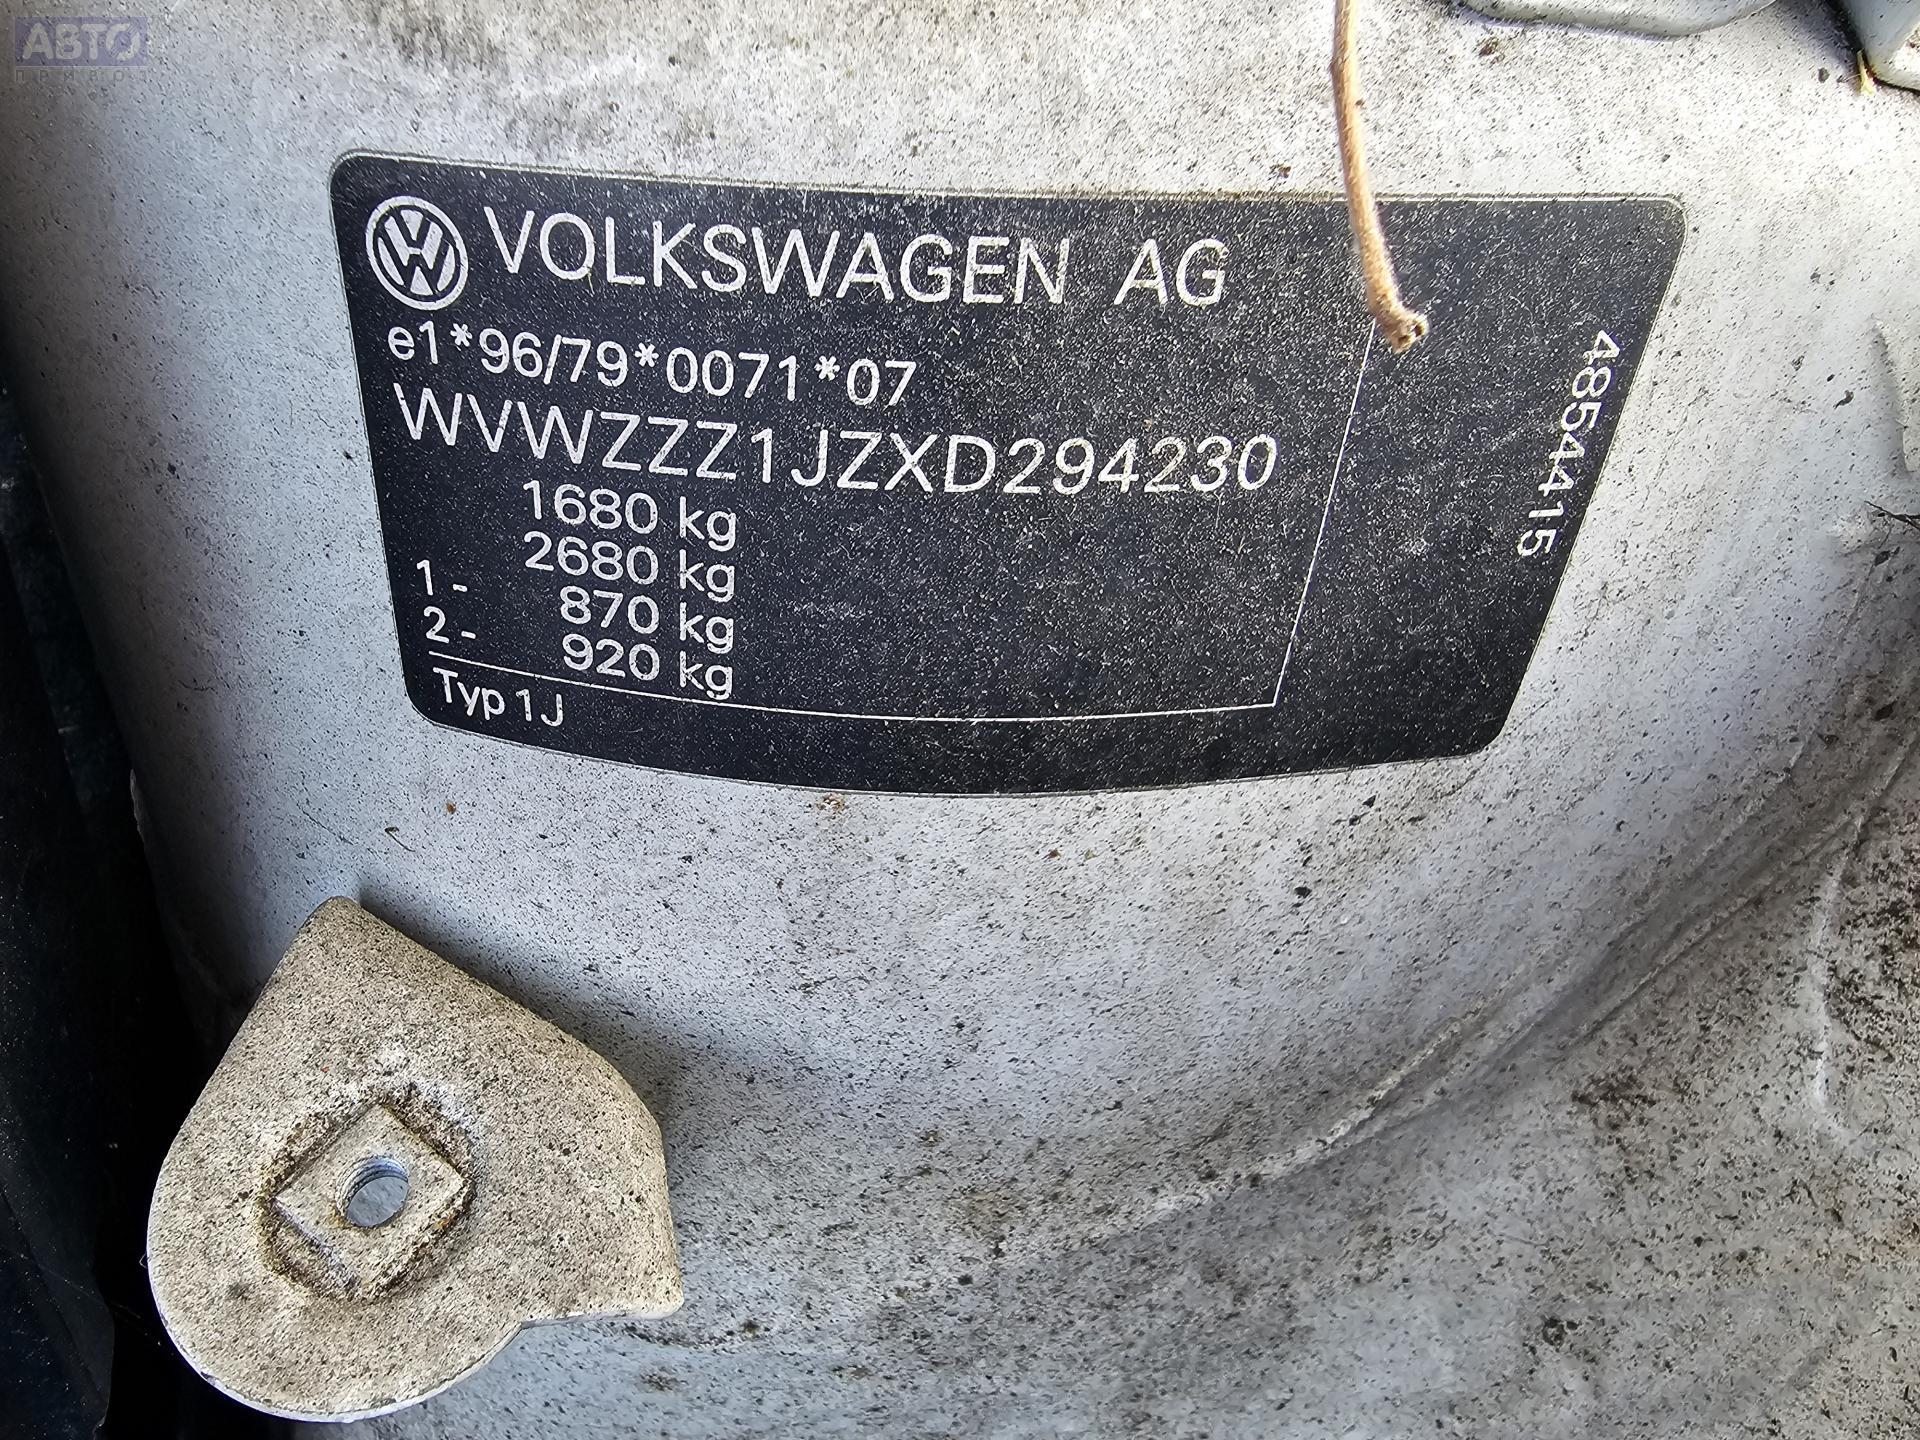 АВТО
ПРИВОЗ
VOLKSWAGEN AG
e1*96/79*0071*07
WVWZZZ1JZXD294230
1680 kg
2680 kg
1- 870 kg
2- 920 kg
Typ 1J
4854415